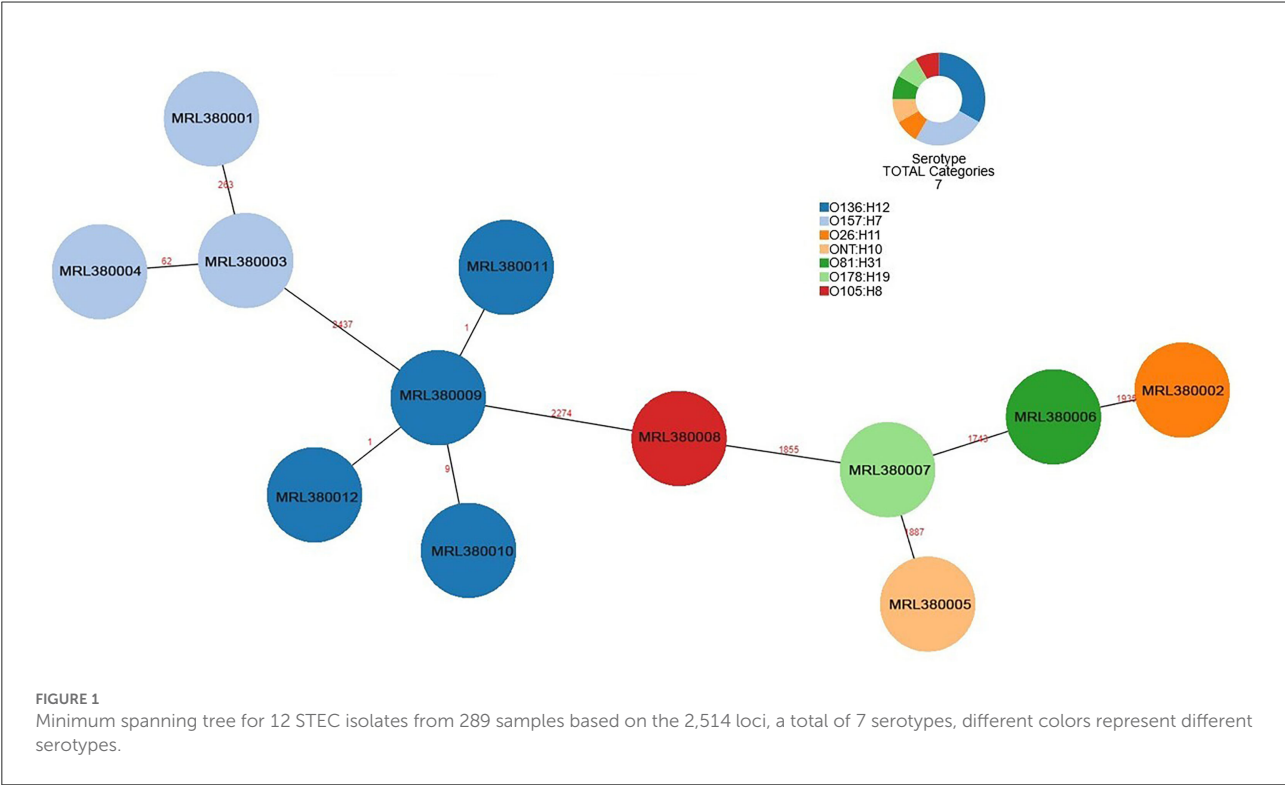 MRL380001
263
MRL380004
62
MRL380003
2437
MRL380011
1
MRL380009
1
MRL380012
9
MRL380010
2274
MRL380008
1855
MRL380007
1743
MRL380006
MRL380002
1887
MRL380005
Serotype
TOTAL Categories
7
O136:H12
O157:H7
O26:H11
ONT:H10
O81:H31
O178:H19
O105:H8
FIGURE 1
Minimum spanning tree for 12 STEC isolates from 289 samples based on the 2,514 loci, a total of 7 serotypes, different colors represent different
serotypes.